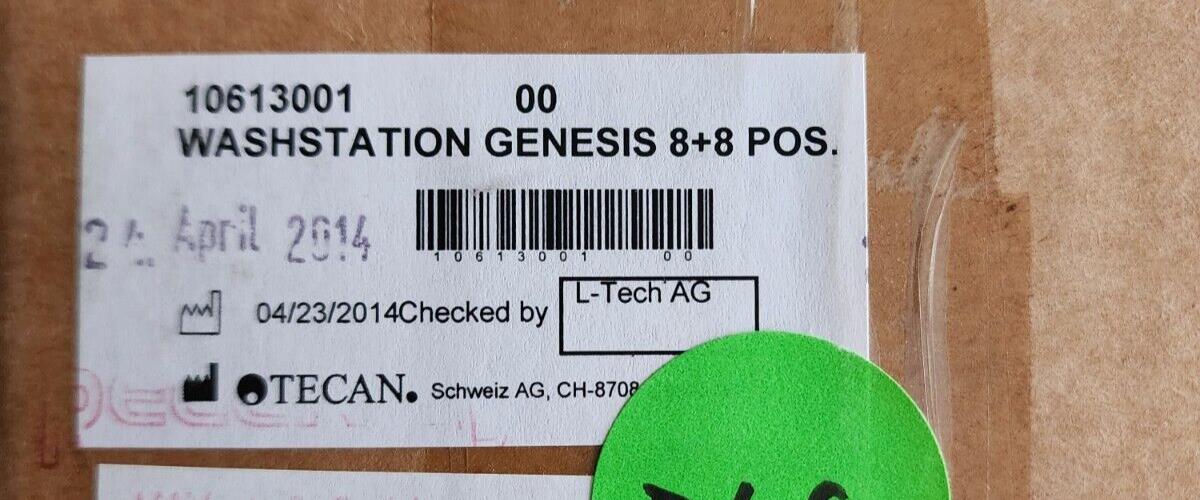 10613001 00
WASHSTATION GENESIS 8+8 POS.
April 2014
10613001 00
04/23/2014Checked by L-Tech AG
TECAN. Schweiz AG, CH-8708